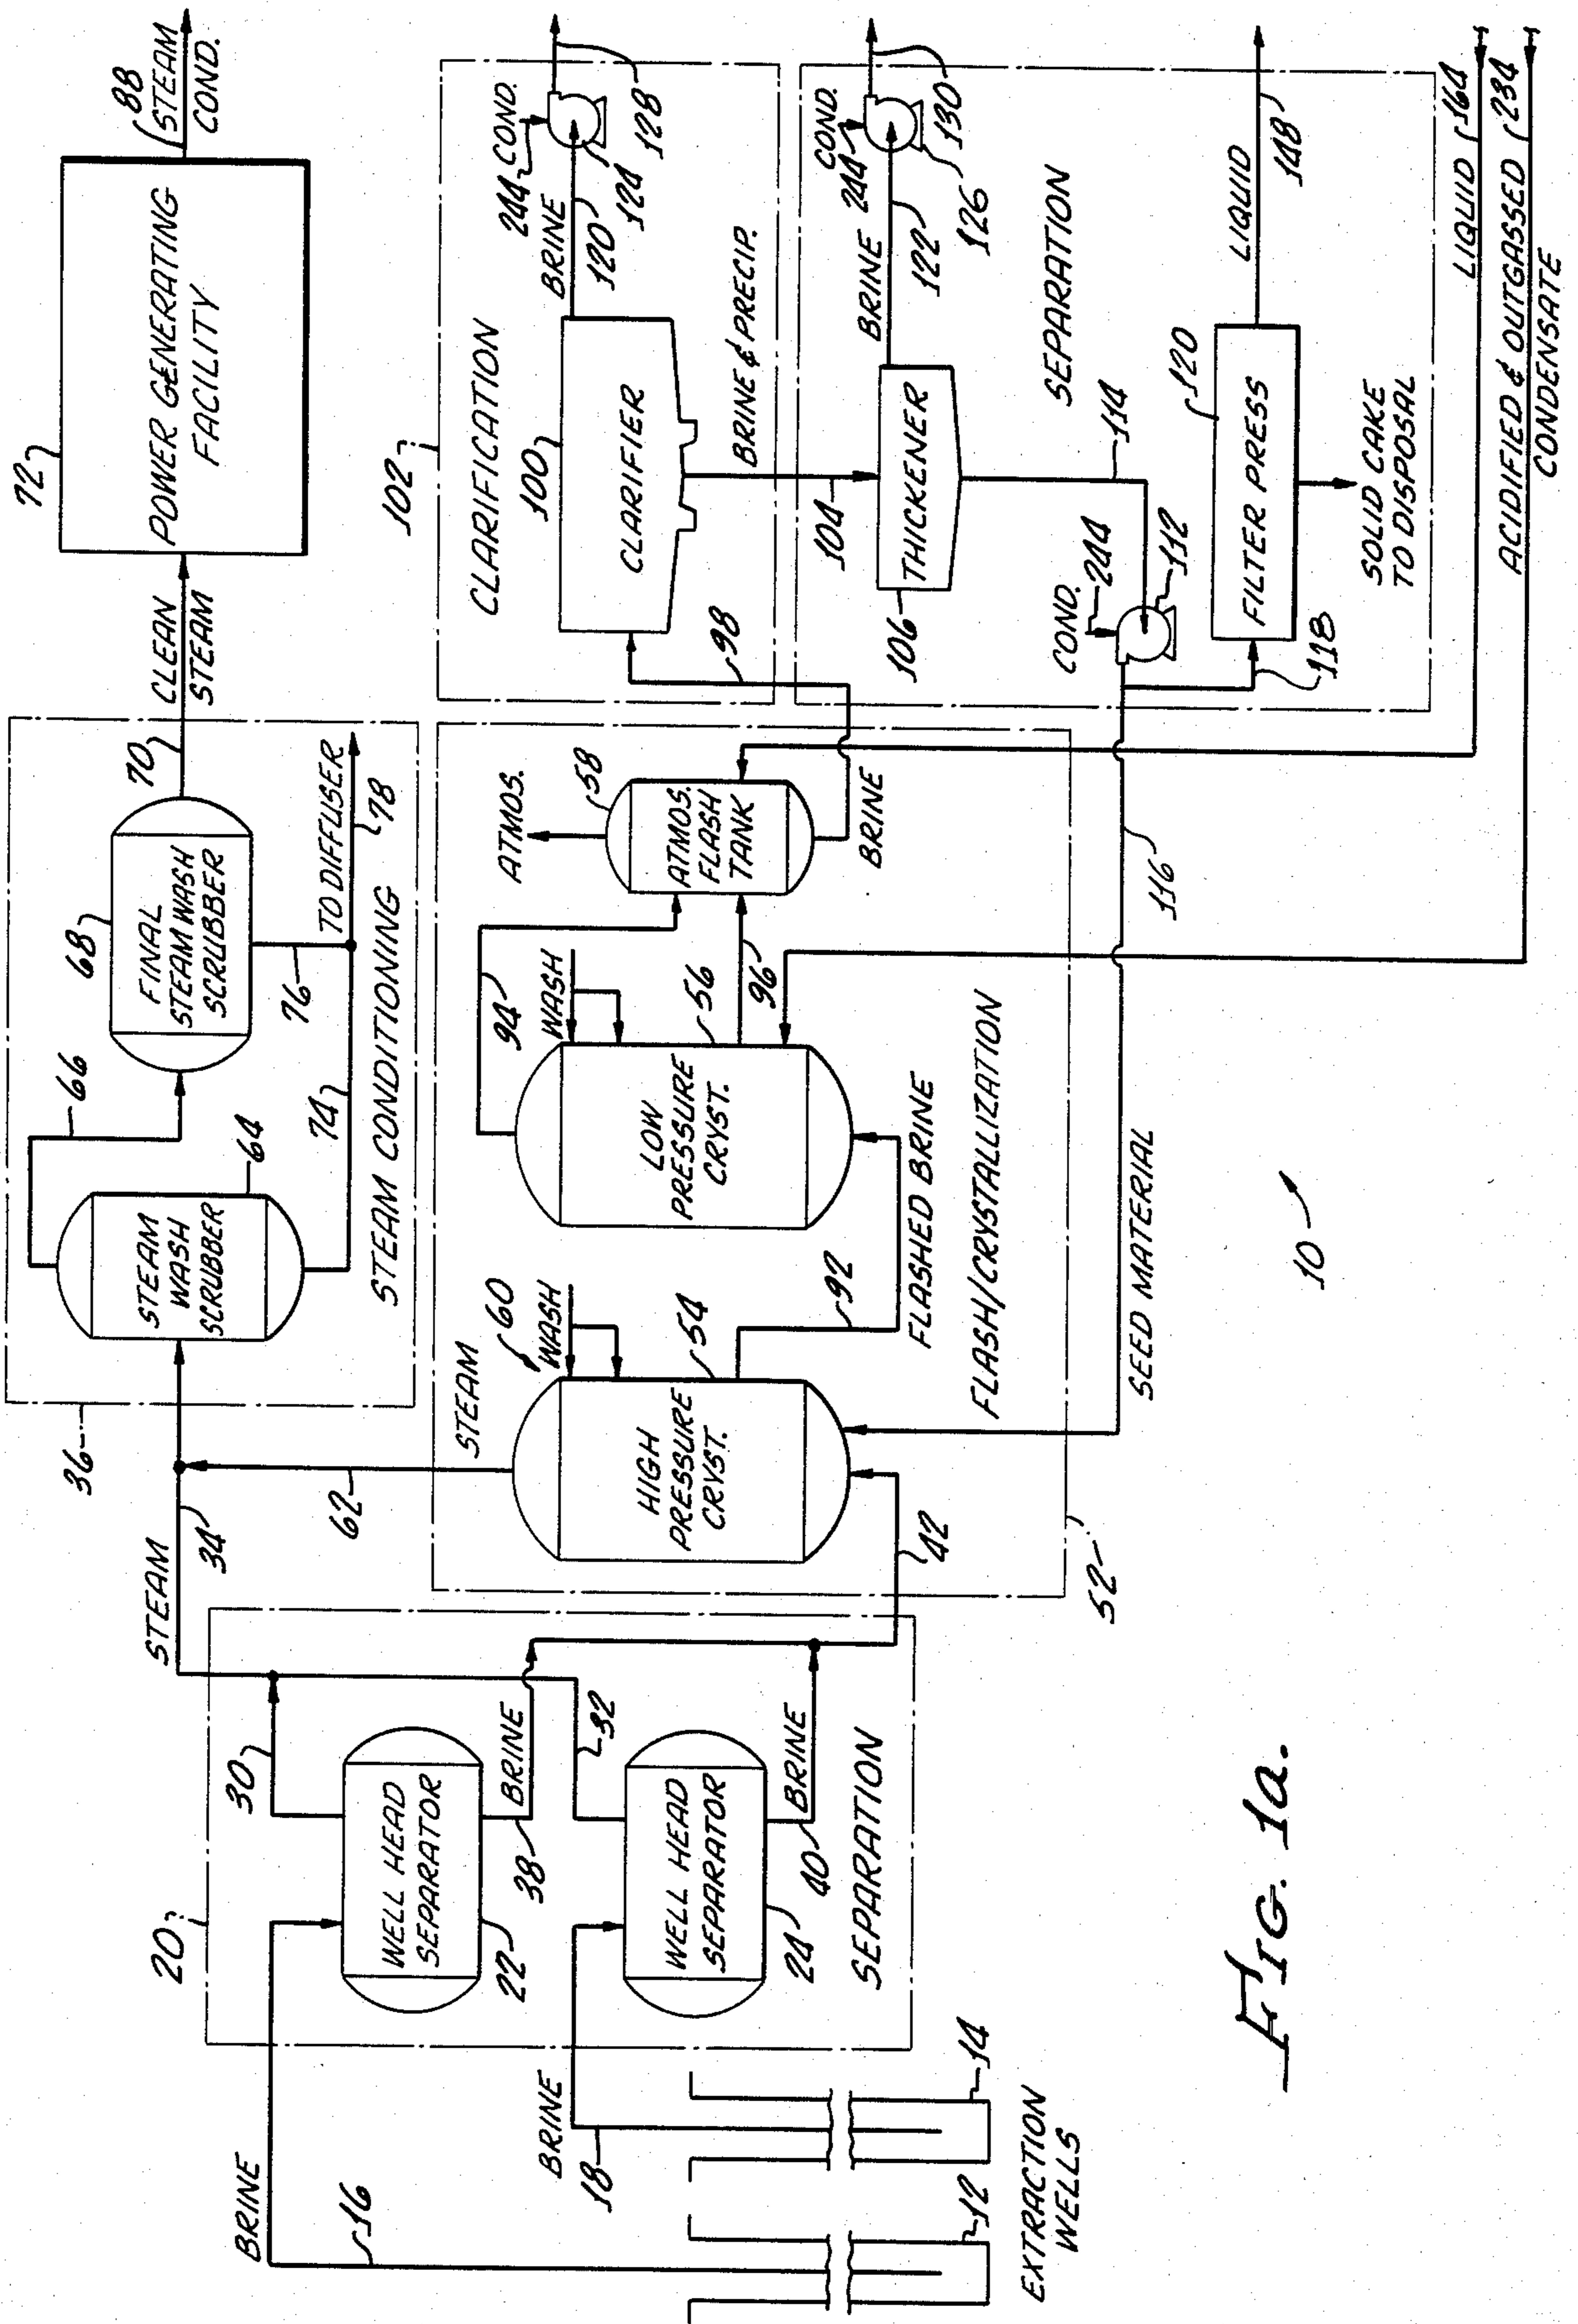 72
POWER GENERATING
FACILITY
88
STEAM
COND.
CLEAN
STEAM
70
68
FINAL
STEAM WASH
SCRUBBER
66
STEAM
WASH
SCRUBBER
64
76
74
TO DIFFUSER
78
STEAM CONDITIONING
36
STEAM
34
62
102
CLARIFICATION
100
CLARIFIER
BRINE
120
244
COND.
124
128
98
BRINE & PRECIP.
104
106
THICKENER
BRINE
122
244
COND.
126
130
SEPARATION
114
COND.
244
112
118
120
FILTER PRESS
LIQUID
148
SOLID CAKE
TO DISPOSAL
LIQUID
164
ACIDIFIED & OUTGASSED
234
CONDENSATE
STEAM
60
WASH
HIGH
PRESSURE
CRYST.
54
92
FLASHED BRINE
94
WASH
LOW
PRESSURE
CRYST.
56
96
ATMOS.
58
ATMOS.
FLASH
TANK
BRINE
FLASH/CRYSTALLIZATION
52
42
116
SEED MATERIAL
20
30
WELL HEAD
SEPARATOR
22
BRINE
38
32
WELL HEAD
SEPARATOR
24
BRINE
40
SEPARATION
BRINE
16
BRINE
18
12
14
EXTRACTION
WELLS
10
FIG. 1a.